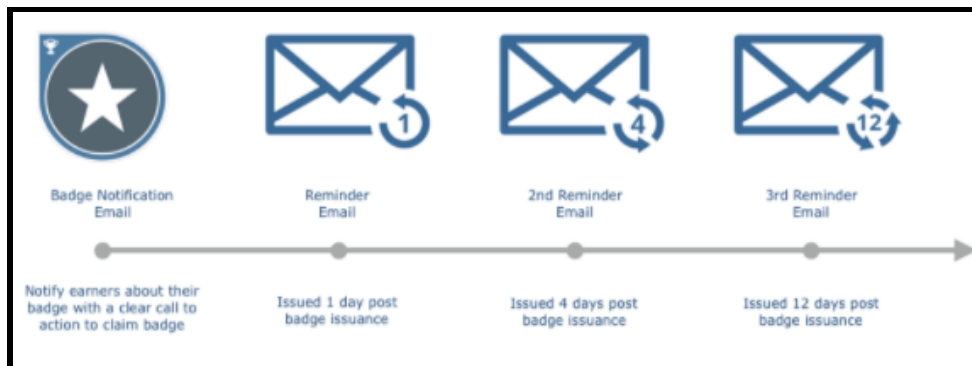 1
4
12
Badge Notification
Email
Reminder
Email
2nd Reminder
Email
3rd Reminder
Email
Notify earners about their
badge with a clear call to
action to claim badge
Issued 1 day post
badge issuance
Issued 4 days post
badge issuance
Issued 12 days post
badge issuance